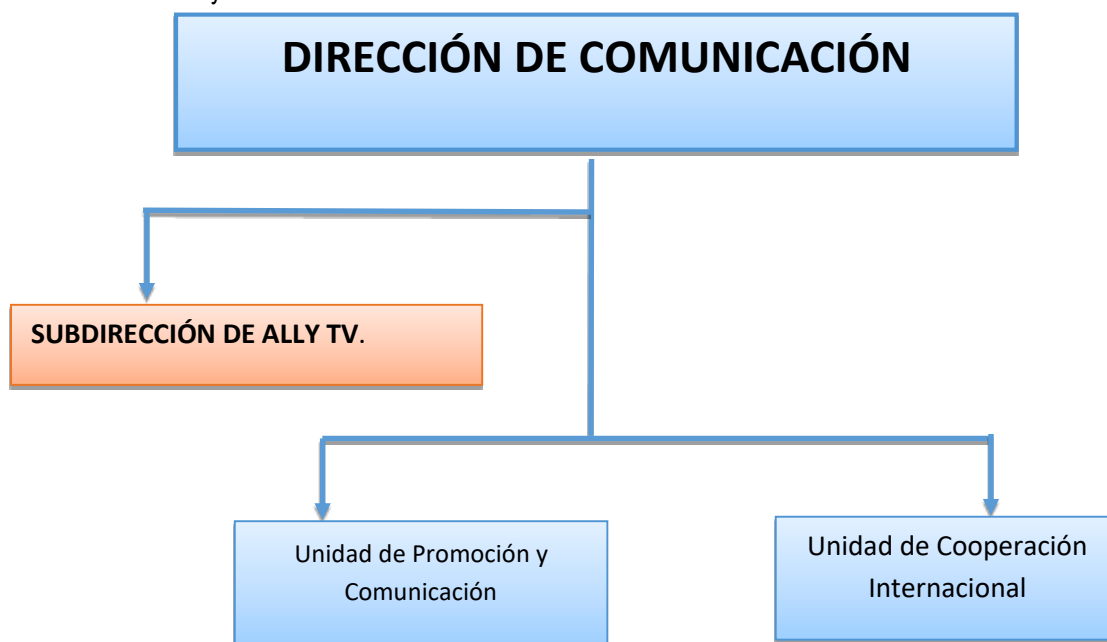 DIRECCIÓN DE COMUNICACIÓN
SUBDIRECCIÓN DE ALLY TV.
Unidad de Promoción y
Comunicación
Unidad de Cooperación
Internacional